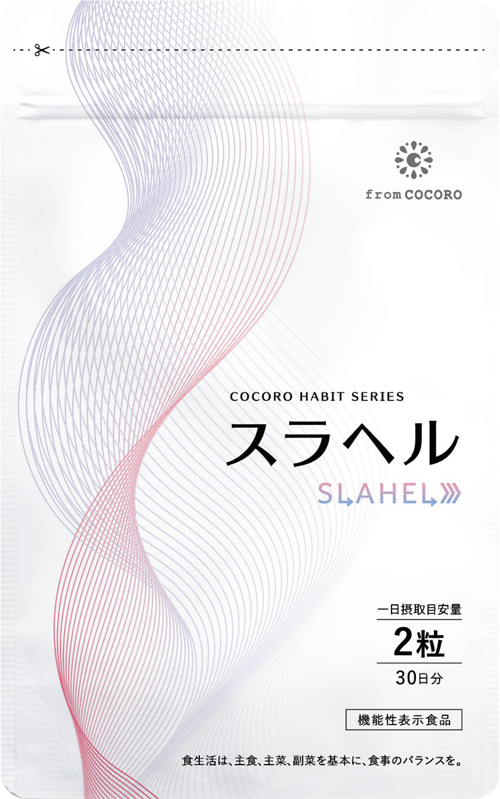 from COCORO
COCORO HABIT SERIES
スラヘル
SLAHEL
一日摂取目安量
2粒
30日分
機能性表示食品
食生活は、主食、主菜、副菜を基本に、食事のバランスを。